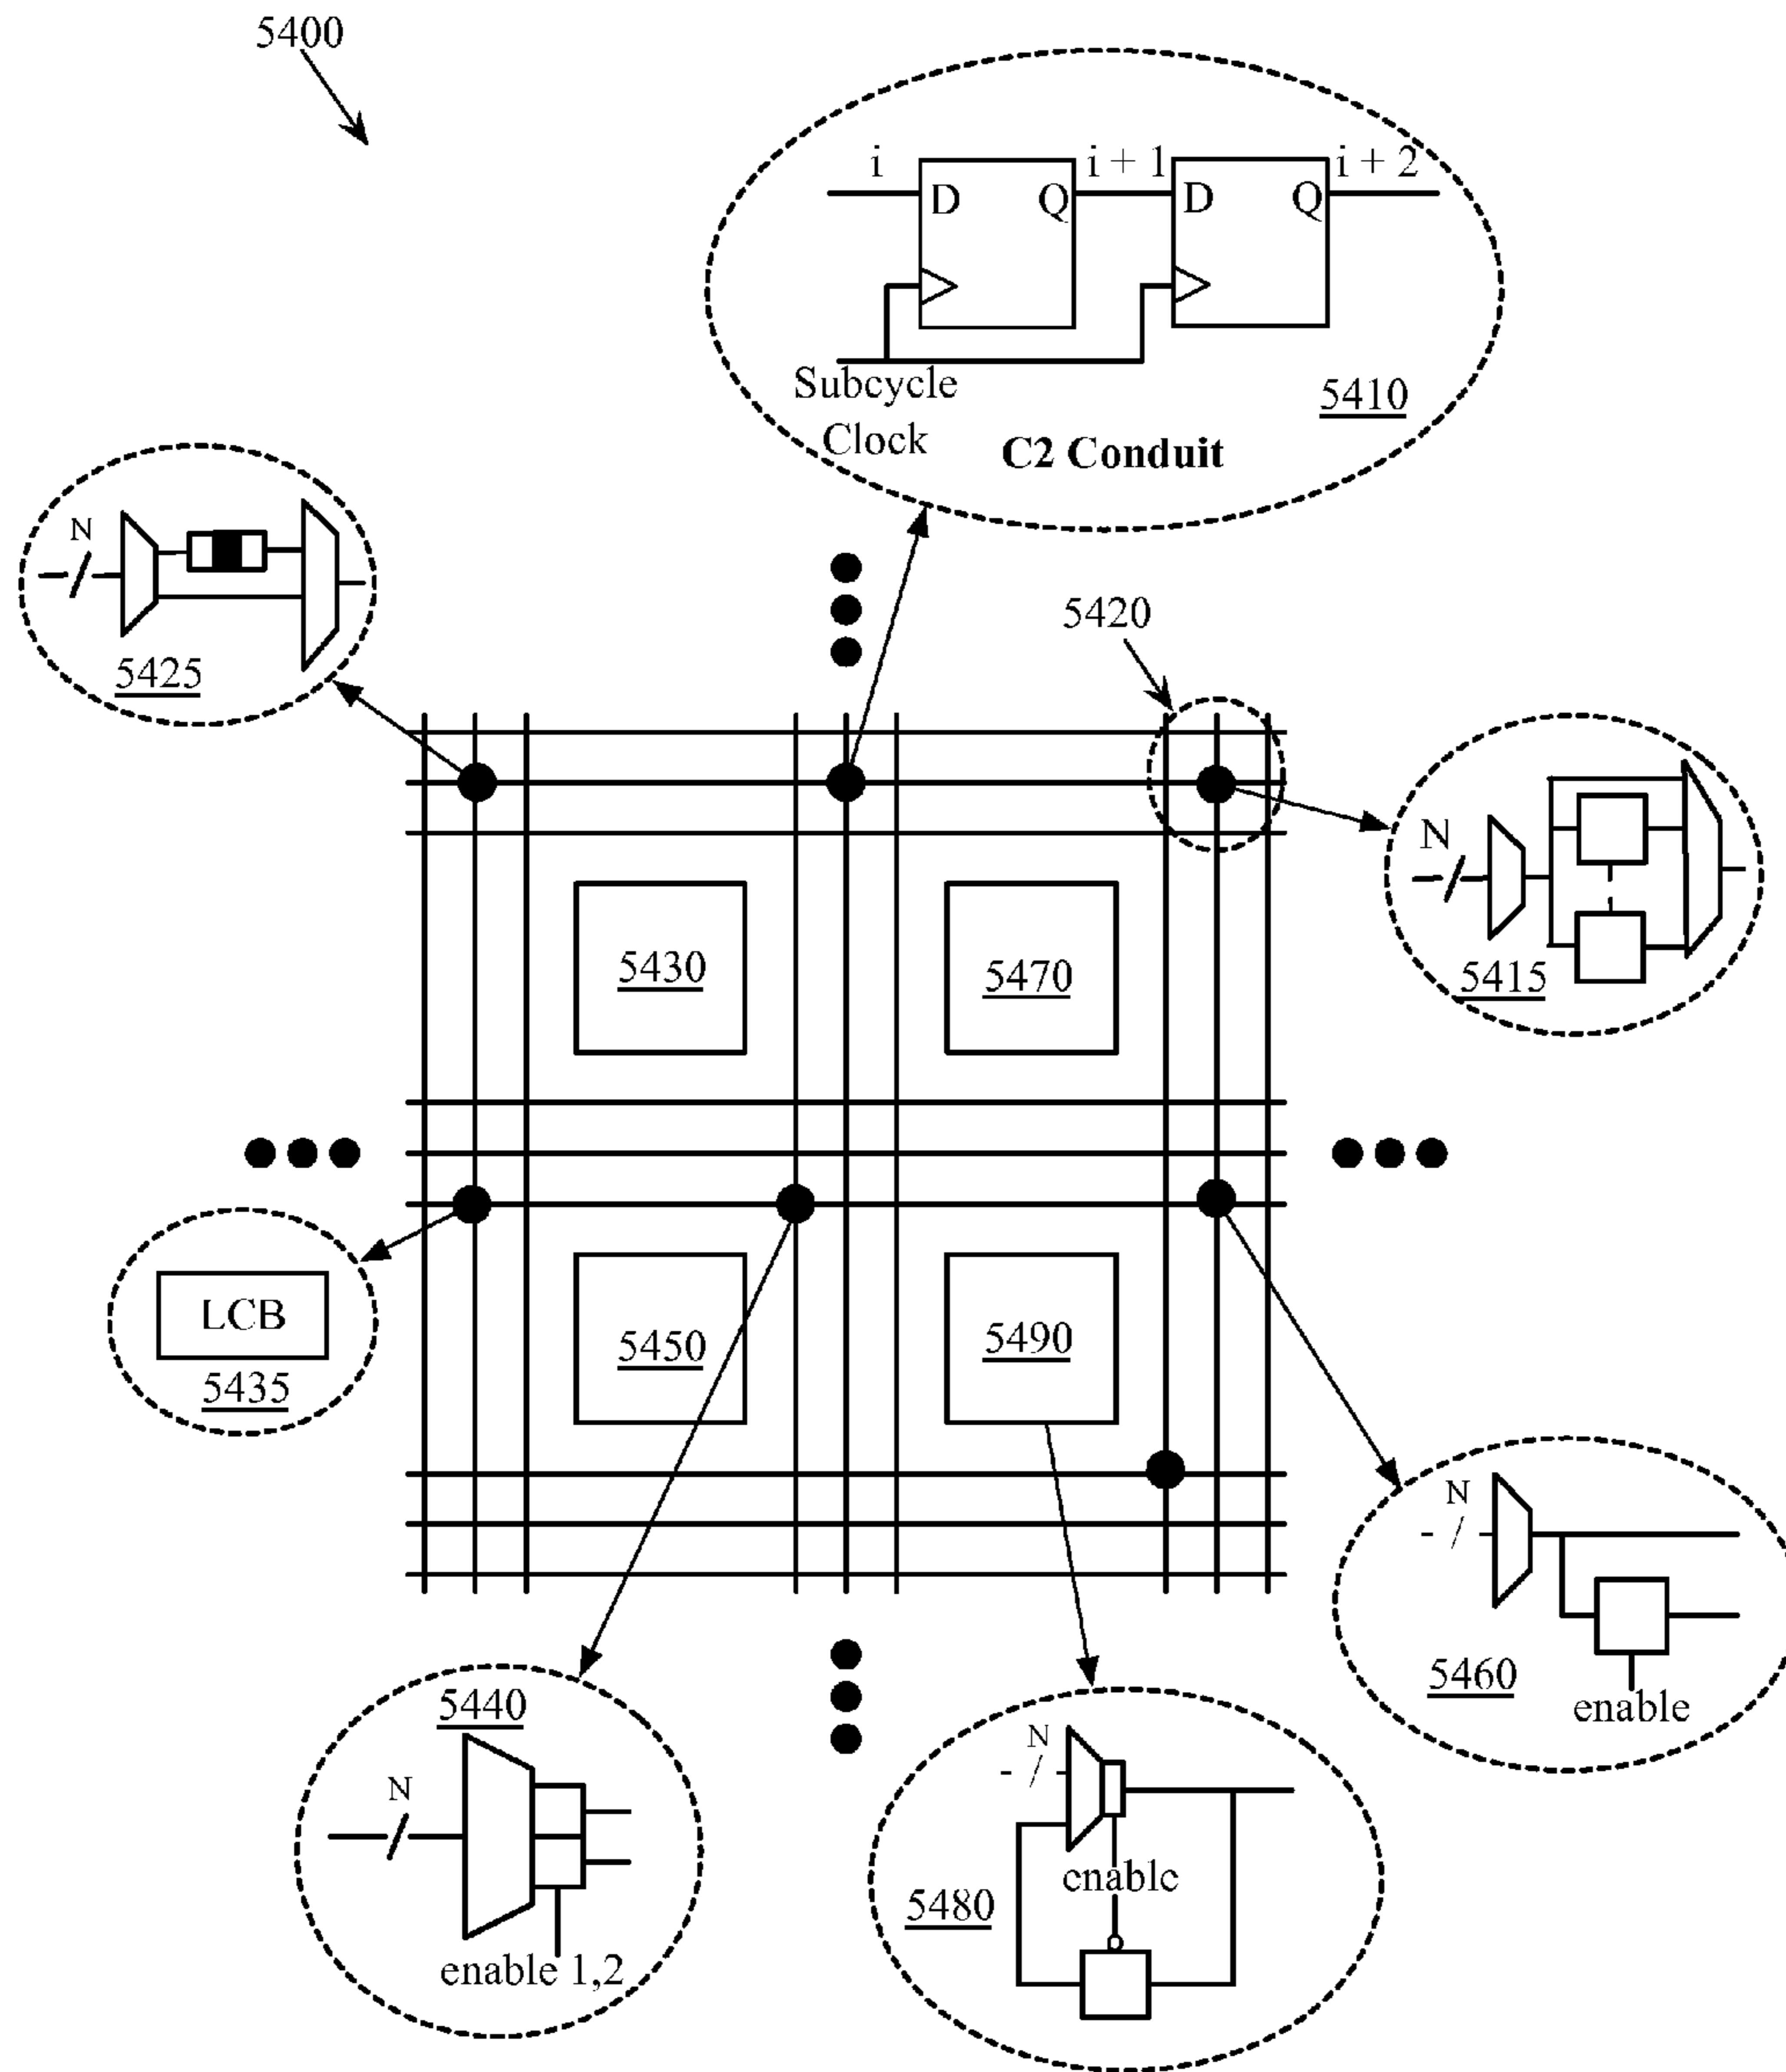 5400
i
i + 1
i + 2
D
Q
D
Q
Subcycle
Clock
5410
C2 Conduit
N
5425
5420
N
5415
5430
5470
LCB
5435
5450
5490
N
5460
enable
5440
N
enable 1,2
N
enable
5480